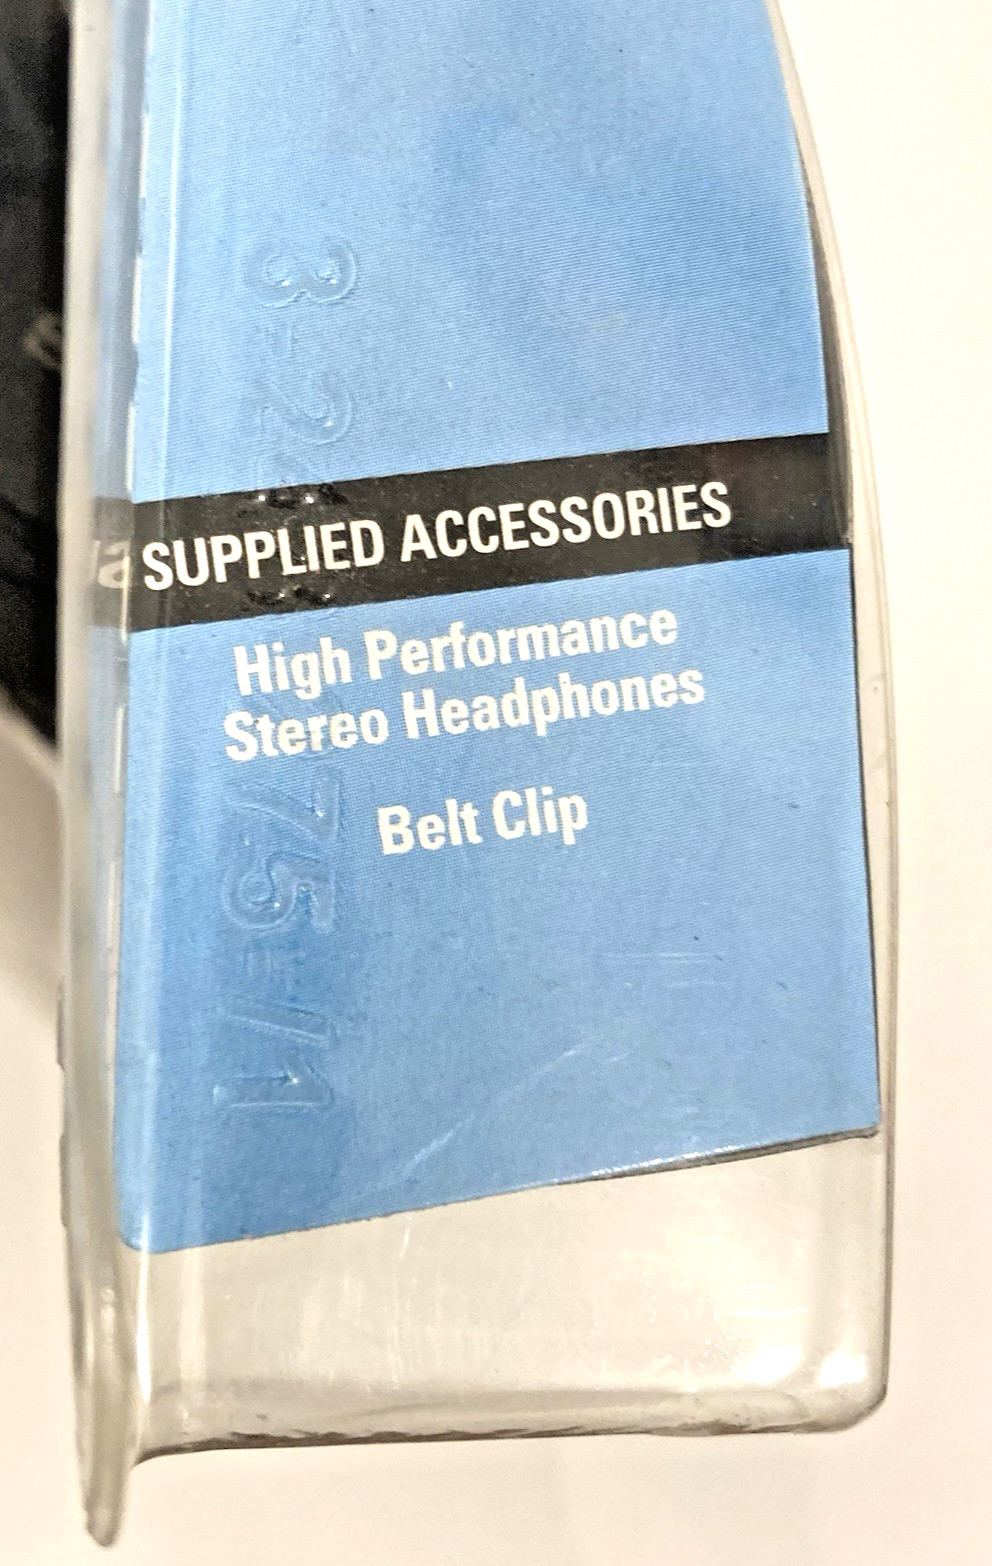 SUPPLIED ACCESSORIES
High Performance
Stereo Headphones
Belt Clip